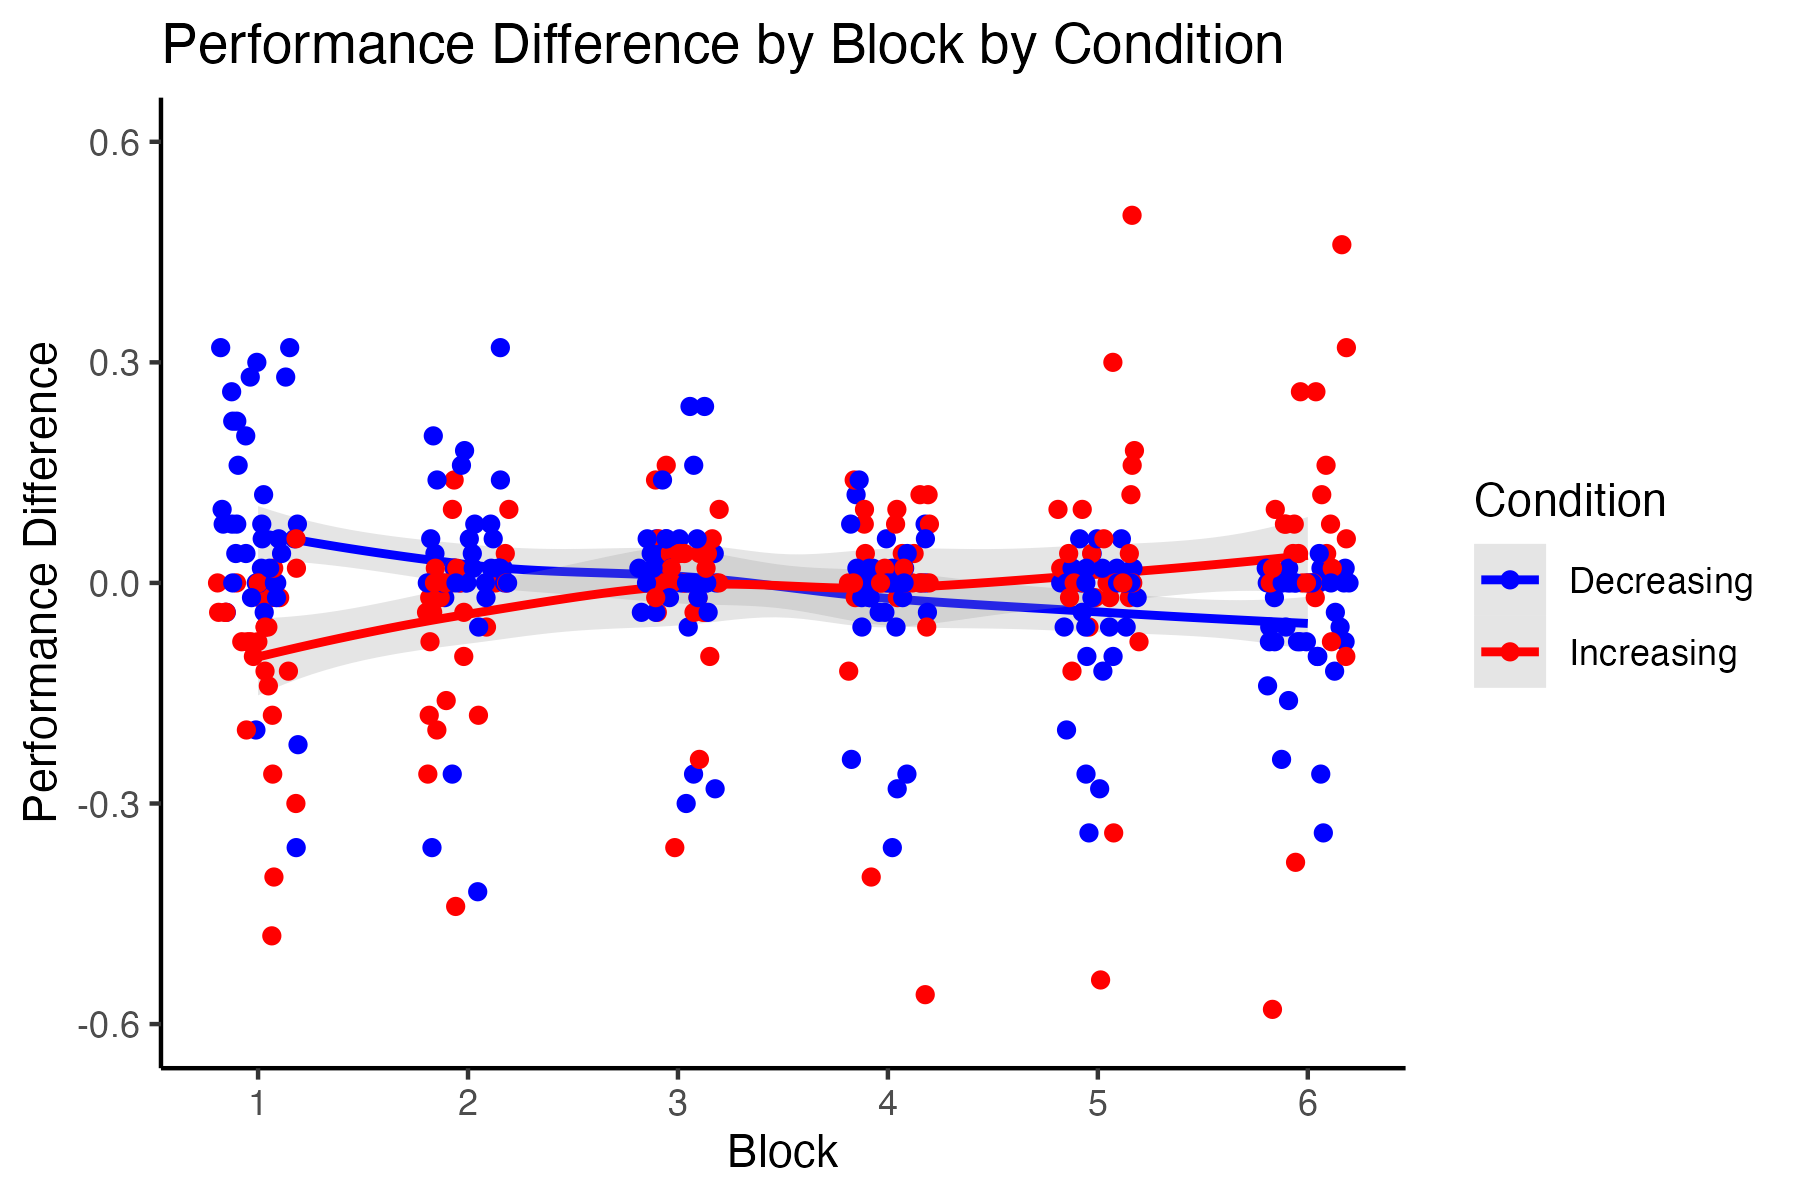 Performance Difference by Block by Condition
Performance Difference
0.6
0.3
0.0
-0.3
-0.6
1 2 3 4 5 6
Block
Condition
Decreasing
Increasing